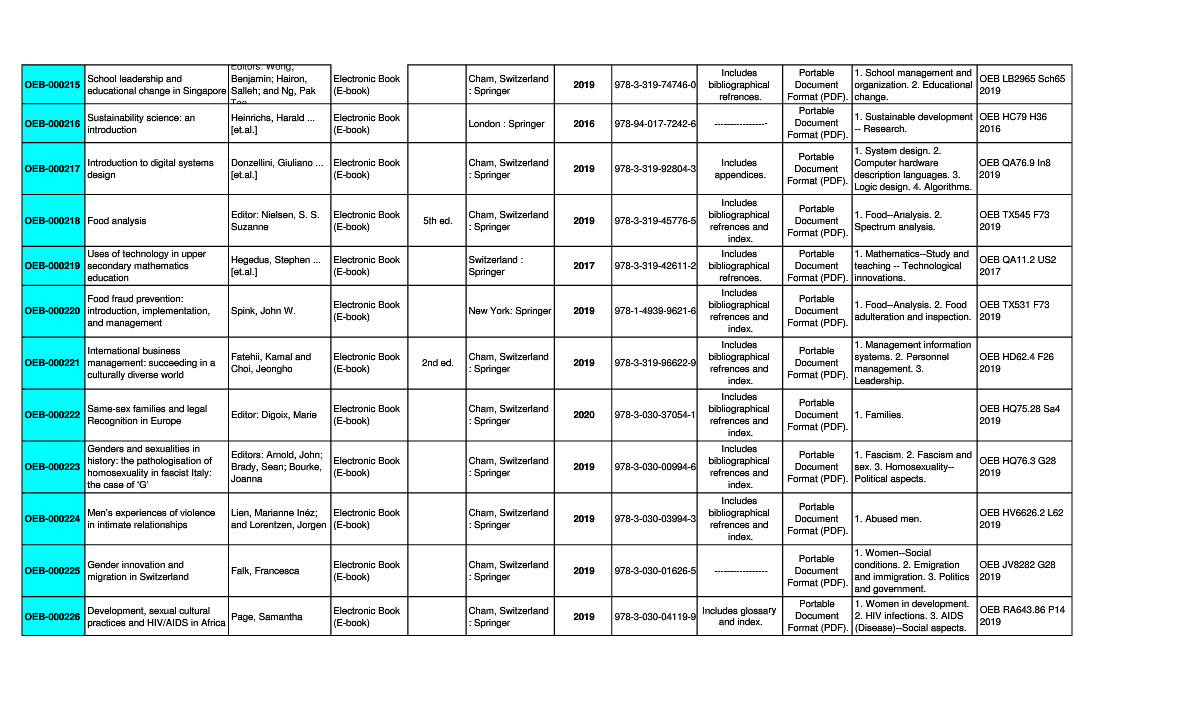 OEB-000215
School leadership and
educational change in Singapore
Editors: Wong,
Benjamin; Hairon,
Salleh; and Ng, Pak
Tee
Electronic Book
(E-book)
Cham, Switzerland
: Springer
2019
978-3-319-74746-0
Includes
bibliographical
refrences.
Portable
Document
Format (PDF).
1. School management and
organization. 2. Educational
change.
OEB LB2965 Sch65
2019
OEB-000216
Sustainability science: an
introduction
Heinrichs, Harald ...
[et.al.]
Electronic Book
(E-book)
London : Springer
2016
978-94-017-7242-6
-----------------
Portable
Document
Format (PDF).
1. Sustainable development
-- Research.
OEB HC79 H36
2016
OEB-000217
Introduction to digital systems
design
Donzellini, Giuliano ...
[et.al.]
Electronic Book
(E-book)
Cham, Switzerland
: Springer
2019
978-3-319-92804-3
Includes
appendices.
Portable
Document
Format (PDF).
1. System design. 2.
Computer hardware
description languages. 3.
Logic design. 4. Algorithms.
OEB QA76.9 In8
2019
OEB-000218
Food analysis
Editor: Nielsen, S. S.
Suzanne
Electronic Book
(E-book)
5th ed.
Cham, Switzerland
: Springer
2019
978-3-319-45776-5
Includes
bibliographical
refrences and
index.
Portable
Document
Format (PDF).
1. Food--Analysis. 2.
Spectrum analysis.
OEB TX545 F73
2019
OEB-000219
Uses of technology in upper
secondary mathematics
education
Hegedus, Stephen ...
[et.al.]
Electronic Book
(E-book)
Switzerland :
Springer
2017
978-3-319-42611-2
Includes
bibliographical
refrences.
Portable
Document
Format (PDF).
1. Mathematics--Study and
teaching -- Technological
innovations.
OEB QA11.2 US2
2017
OEB-000220
Food fraud prevention:
introduction, implementation,
and management
Spink, John W.
Electronic Book
(E-book)
New York: Springer
2019
978-1-4939-9621-6
Includes
bibliographical
refrences and
index.
Portable
Document
Format (PDF).
1. Food--Analysis. 2. Food
adulteration and inspection.
OEB TX531 F73
2019
OEB-000221
International business
management: succeeding in a
culturally diverse world
Fatehii, Kamal and
Choi, Jeongho
Electronic Book
(E-book)
2nd ed.
Cham, Switzerland
: Springer
2019
978-3-319-96622-9
Includes
bibliographical
refrences and
index.
Portable
Document
Format (PDF).
1. Management information
systems. 2. Personnel
management. 3.
Leadership.
OEB HD62.4 F26
2019
OEB-000222
Same-sex families and legal
Recognition in Europe
Editor: Digoix, Marie
Electronic Book
(E-book)
Cham, Switzerland
: Springer
2020
978-3-030-37054-1
Includes
bibliographical
refrences and
index.
Portable
Document
Format (PDF).
1. Families.
OEB HQ75.28 Sa4
2019
OEB-000223
Genders and sexualities in
history: the pathologisation of
homosexuality in fascist Italy:
the case of 'G'
Editors: Arnold, John;
Brady, Sean; Bourke,
Joanna
Electronic Book
(E-book)
Cham, Switzerland
: Springer
2019
978-3-030-00994-6
Includes
bibliographical
refrences and
index.
Portable
Document
Format (PDF).
1. Fascism. 2. Fascism and
sex. 3. Homosexuality--
Political aspects.
OEB HQ76.3 G28
2019
OEB-000224
Men's experiences of violence
in intimate relationships
Lien, Marianne Inéz;
and Lorentzen, Jorgen
Electronic Book
(E-book)
Cham, Switzerland
: Springer
2019
978-3-030-03994-3
Includes
bibliographical
refrences and
index.
Portable
Document
Format (PDF).
1. Abused men.
OEB HV6626.2 L62
2019
OEB-000225
Gender innovation and
migration in Switzerland
Falk, Francesca
Electronic Book
(E-book)
Cham, Switzerland
: Springer
2019
978-3-030-01626-5
-----------------
Portable
Document
Format (PDF).
1. Women--Social
conditions. 2. Emigration
and immigration. 3. Politics
and government.
OEB JV8282 G28
2019
OEB-000226
Development, sexual cultural
practices and HIV/AIDS in Africa
Page, Samantha
Electronic Book
(E-book)
Cham, Switzerland
: Springer
2019
978-3-030-04119-9
Includes glossary
and index.
Portable
Document
Format (PDF).
1. Women in development.
2. HIV infections. 3. AIDS
(Disease)--Social aspects.
OEB RA643.86 P14
2019